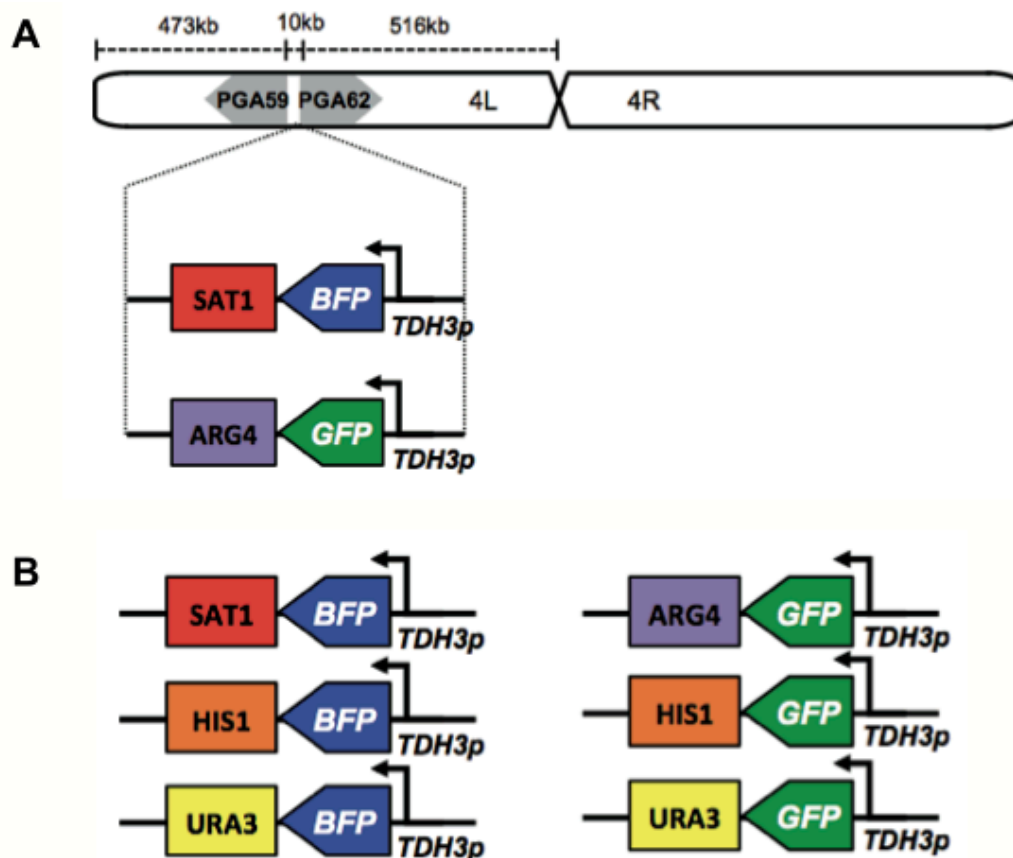 A
473kb 10kb 516kb
PGA59 PGA62 4L 4R
SAT1 BFP TDH3p
ARG4 GFP TDH3p
B
SAT1 BFP TDH3p ARG4 GFP TDH3p
HIS1 BFP TDH3p HIS1 GFP TDH3p
URA3 BFP TDH3p URA3 GFP TDH3p